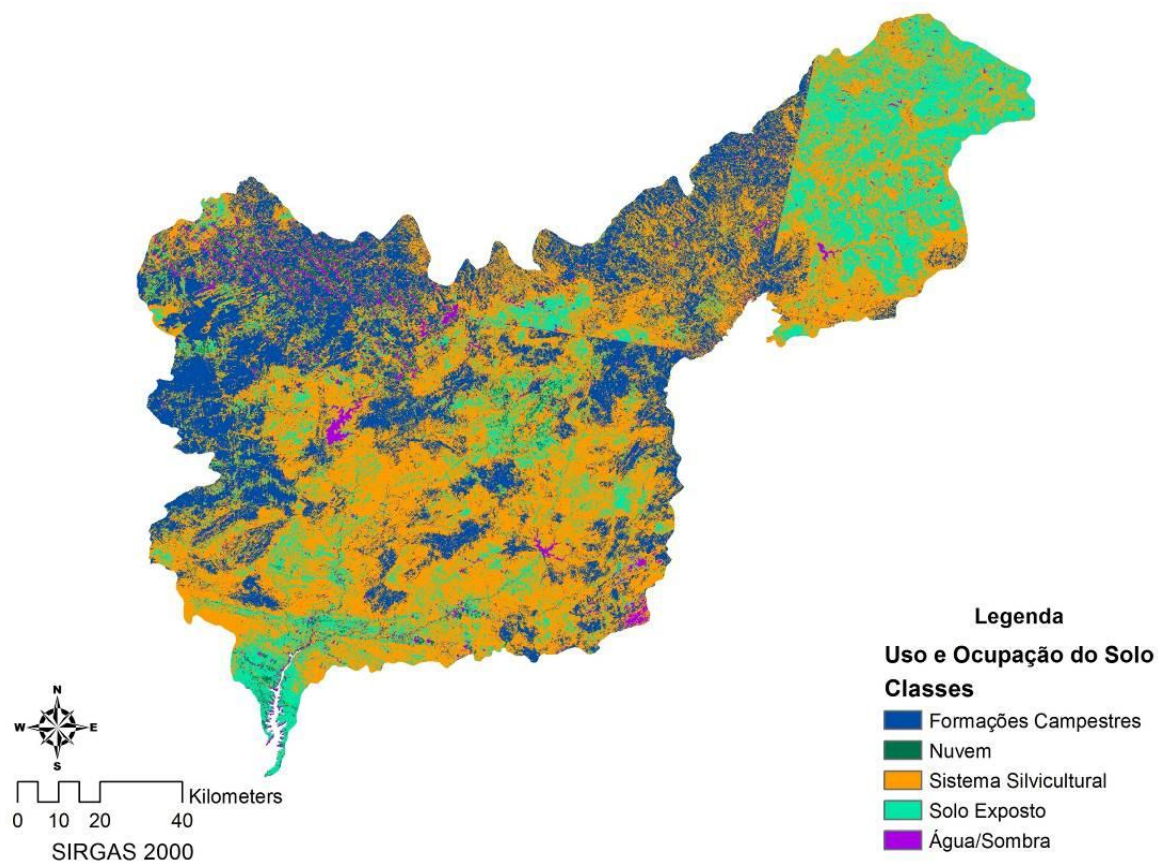 Legenda
Uso e Ocupação do Solo
Classes
Formações Campestres
Nuvem
Sistema Silvicultural
Solo Exposto
Água/Sombra
N
W E
S
Kilometers
0 10 20 40
SIRGAS 2000